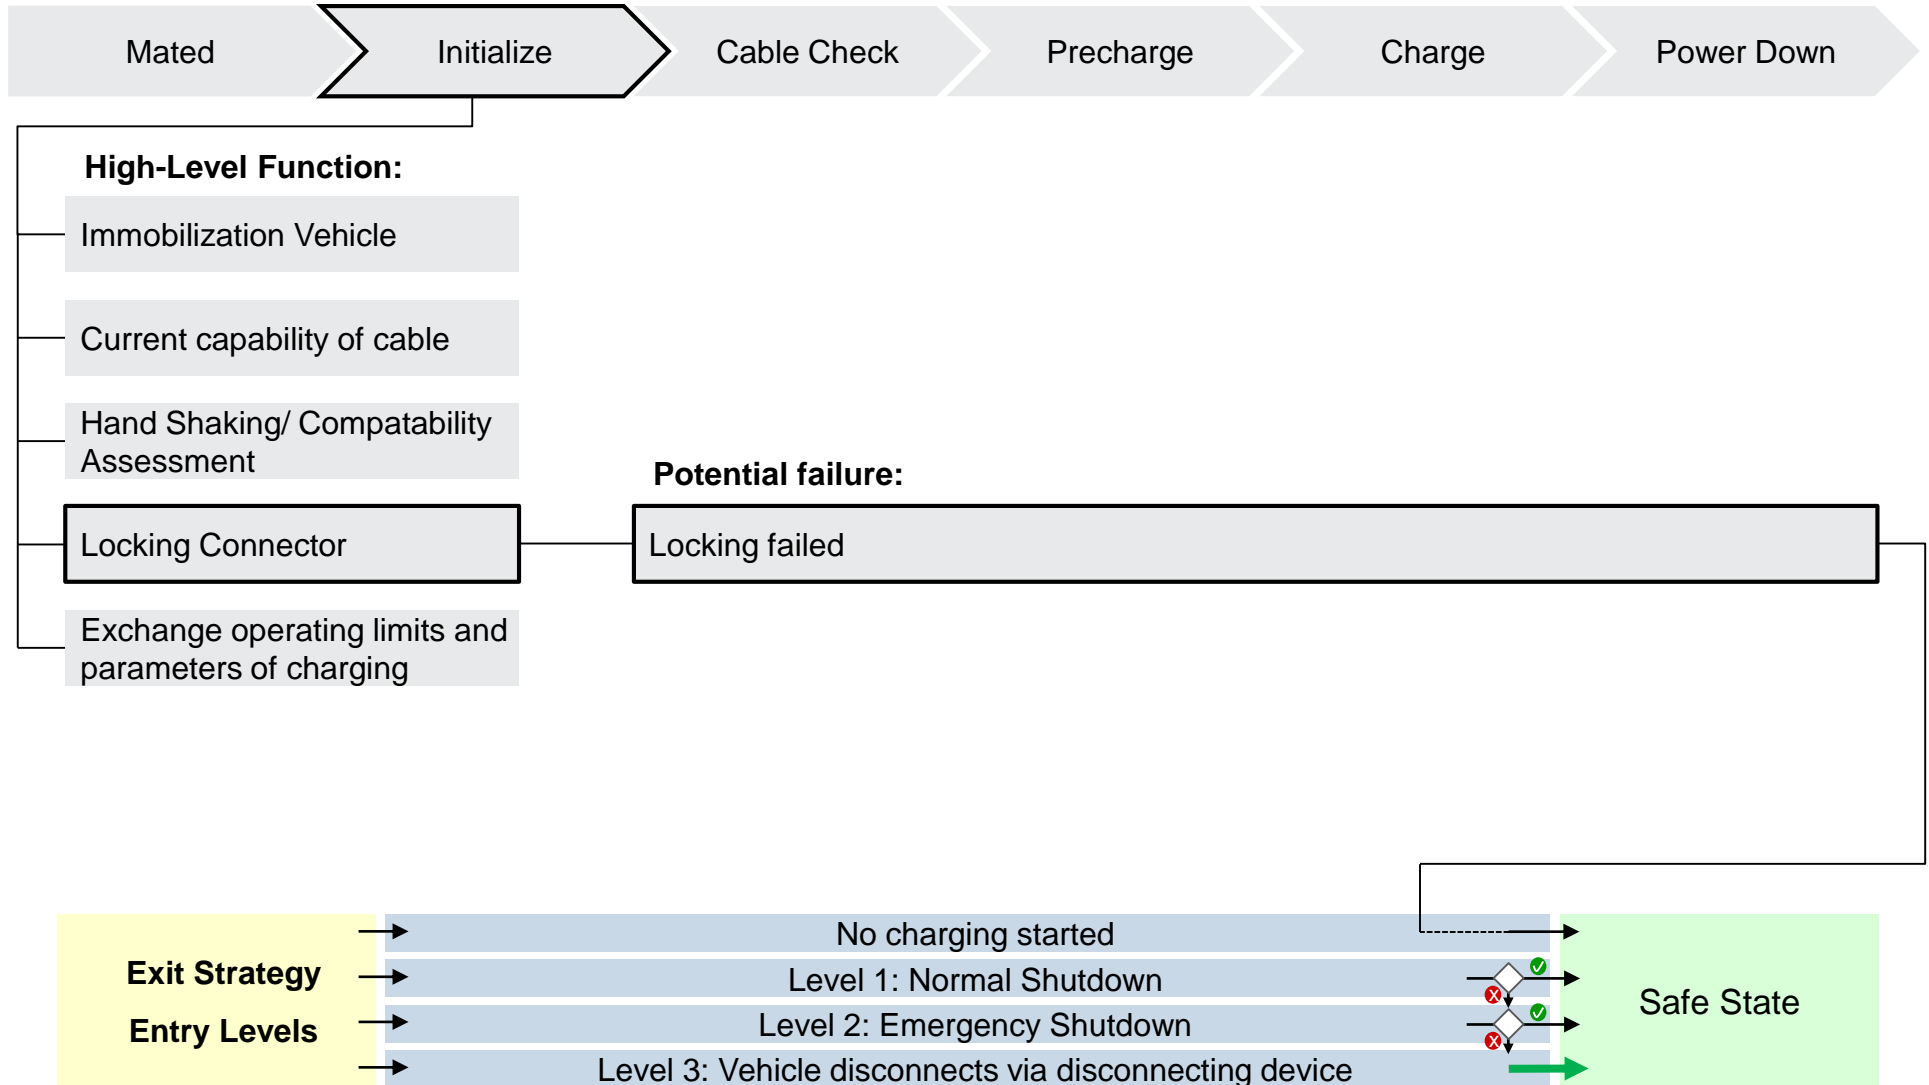 Mated
Initialize
Cable Check
Precharge
Charge
Power Down
High-Level Function:
Immobilization Vehicle
Current capability of cable
Hand Shaking/ Compatability
Assessment
Potential failure:
Locking Connector
Locking failed
Exchange operating limits and
parameters of charging
Exit Strategy
Entry Levels
No charging started
Level 1: Normal Shutdown
Level 2: Emergency Shutdown
Level 3: Vehicle disconnects via disconnecting device
Safe State